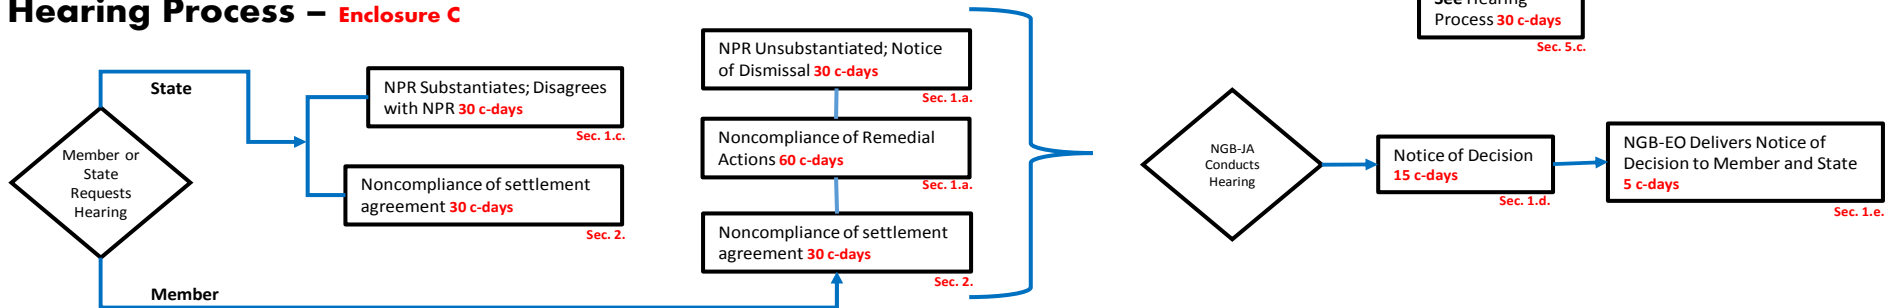 Hearing Process – Enclosure C
See Hearing
Process 30 c-days
Sec. 5.c.
Member or
State
Requests
Hearing
State
NPR Substantiates; Disagrees
with NPR 30 c-days
Sec. 1.c.
Noncompliance of settlement
agreement 30 c-days
Sec. 2.
Member
NPR Unsubstantiated; Notice
of Dismissal 30 c-days
Sec. 1.a.
Noncompliance of Remedial
Actions 60 c-days
Sec. 1.a.
Noncompliance of settlement
agreement 30 c-days
Sec. 2.
NGB-JA
Conducts
Hearing
Notice of Decision
15 c-days
Sec. 1.d.
NGB-EO Delivers Notice of
Decision to Member and State
5 c-days
Sec. 1.e.